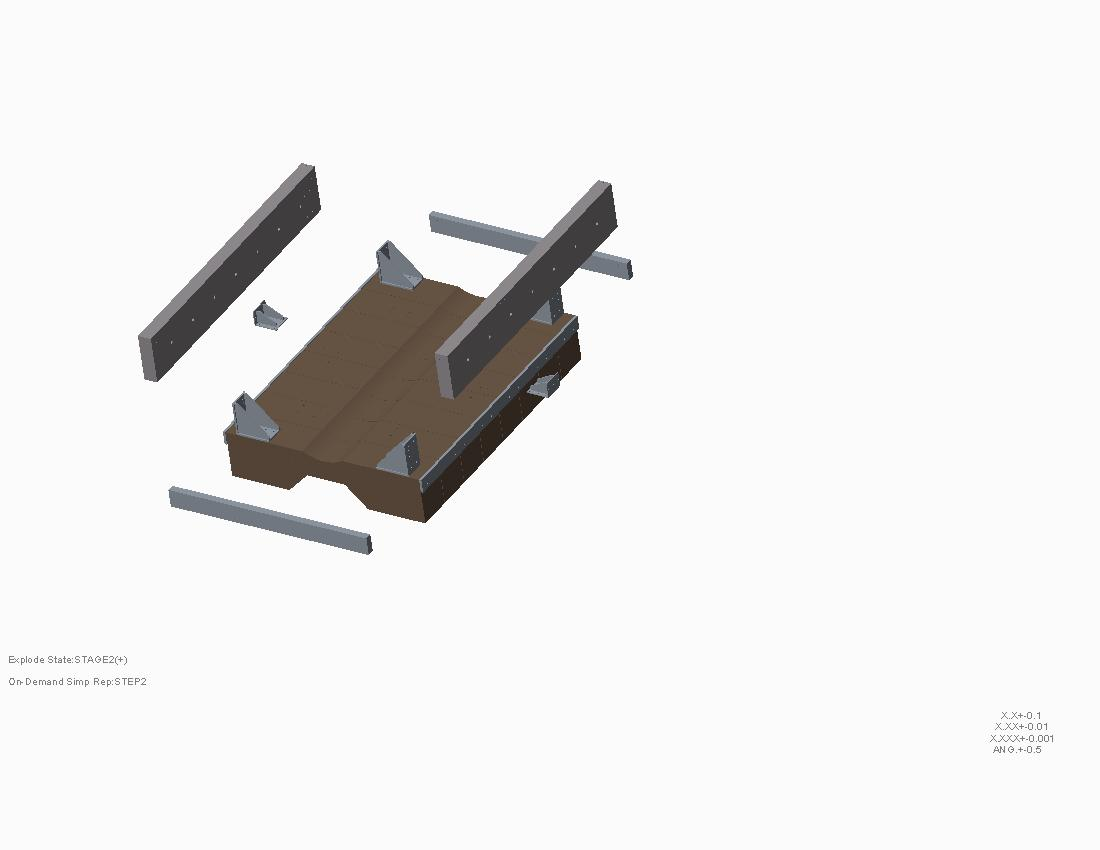 Explode State:STAGE2(+)
On-Demand Simp Rep:STEP2
X.X+-0.1
X.XX+-0.01
X.XXX+-0.001
ANG.+-0.5